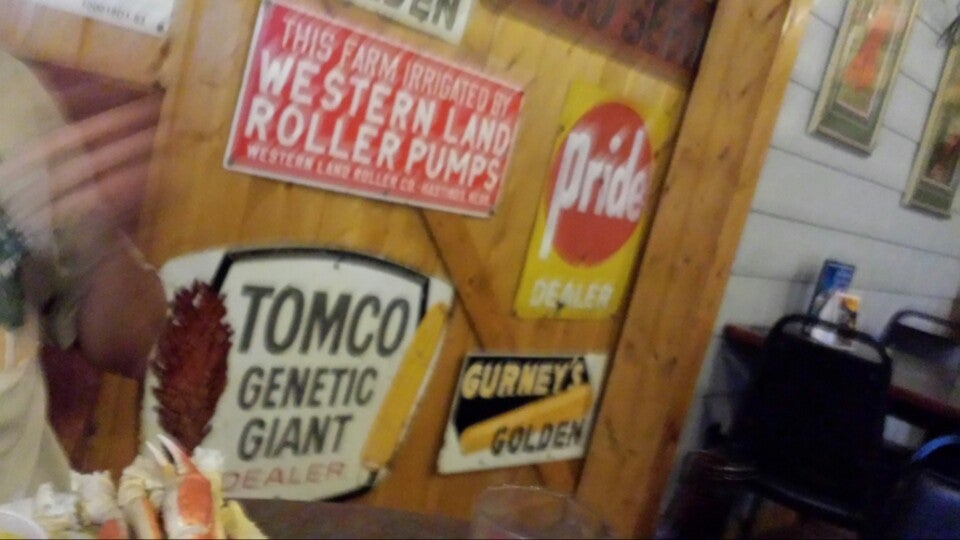 DEN
THIS FARM IRRIGATED BY
WESTERN LAND
ROLLER PUMPS
WESTERN LAND ROLLER CO. HASTINGS, NEBR.
pride
DEALER
TOMCO
GENETIC
GIANT
DEALER
GURNEY'S
GOLDEN